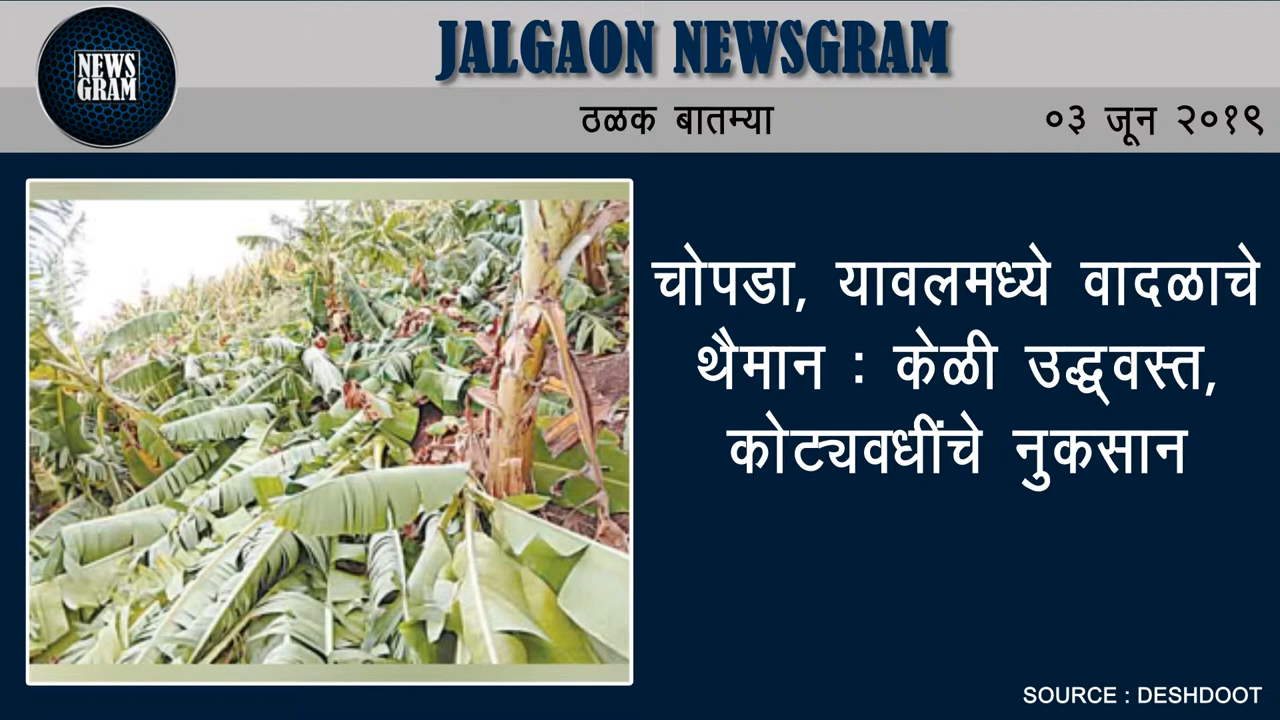 NEWS
GRAM
JALGAON NEWSGRAM
ठळक बातम्या
०३ जून २०१९
चोपडा, यावलमध्ये वादळाचे
थैमान : केळी उद्ध्वस्त,
कोट्यवधींचे नुकसान
SOURCE : DESHDOOT